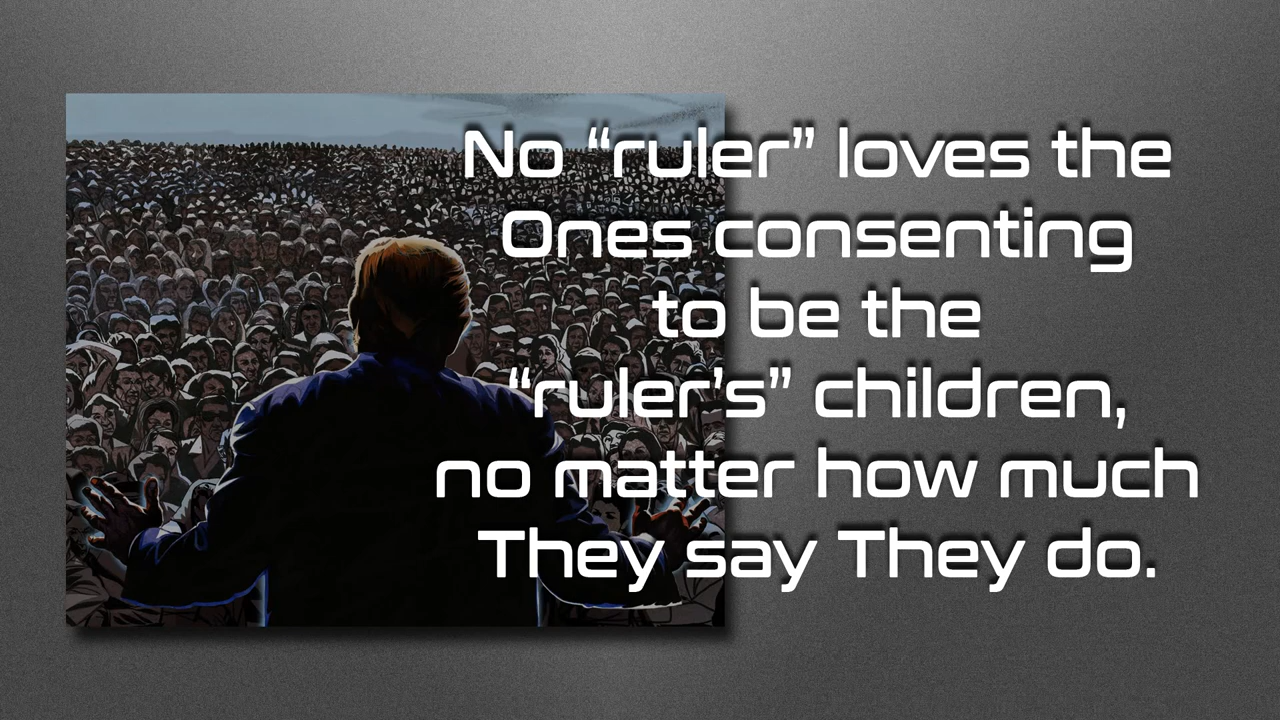 No “ruler” loves the
Ones consenting
to be the
“ruler’s” children,
no matter how much
They say They do.